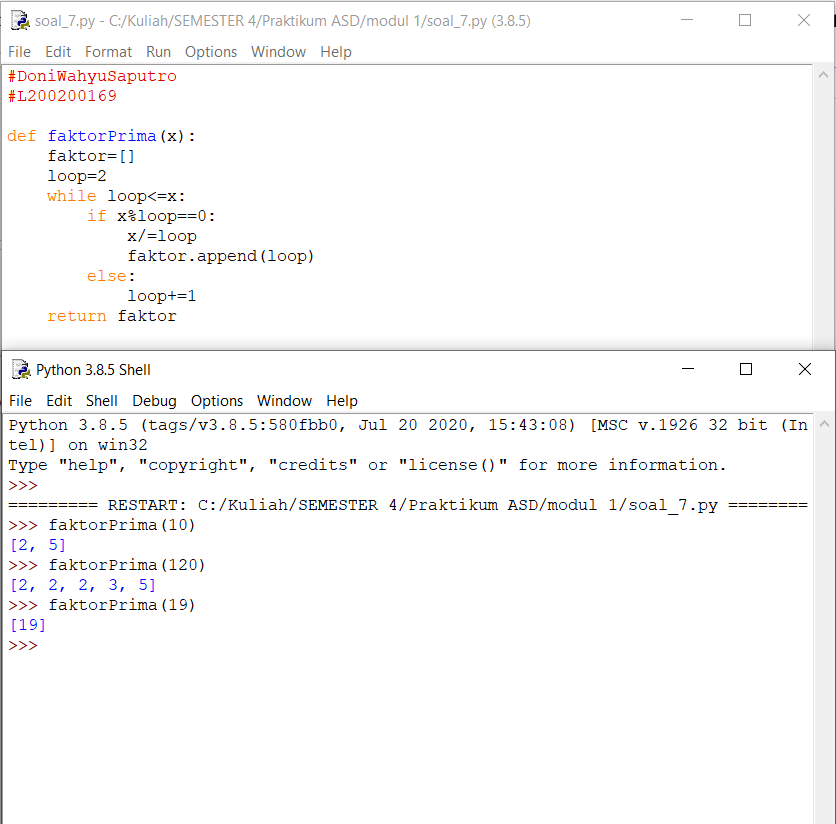 soal_7.py - C:/Kuliah/SEMESTER 4/Praktikum ASD/modul 1/soal_7.py (3.8.5)
File Edit Format Run Options Window Help
#DoniWahyuSaputro
#L200200169
def faktorPrima(x):
    faktor=[]
    loop=2
    while loop<=x:
        if x%loop==0:
            x/=loop
            faktor.append(loop)
        else:
            loop+=1
    return faktor
Python 3.8.5 Shell
File Edit Shell Debug Options Window Help
Python 3.8.5 (tags/v3.8.5:580fbb0, Jul 20 2020, 15:43:08) [MSC v.1926 32 bit (In
tel)] on win32
Type "help", "copyright", "credits" or "license()" for more information.
>>>
========= RESTART: C:/Kuliah/SEMESTER 4/Praktikum ASD/modul 1/soal_7.py ========
>>> faktorPrima(10)
[2, 5]
>>> faktorPrima(120)
[2, 2, 2, 3, 5]
>>> faktorPrima(19)
[19]
>>>